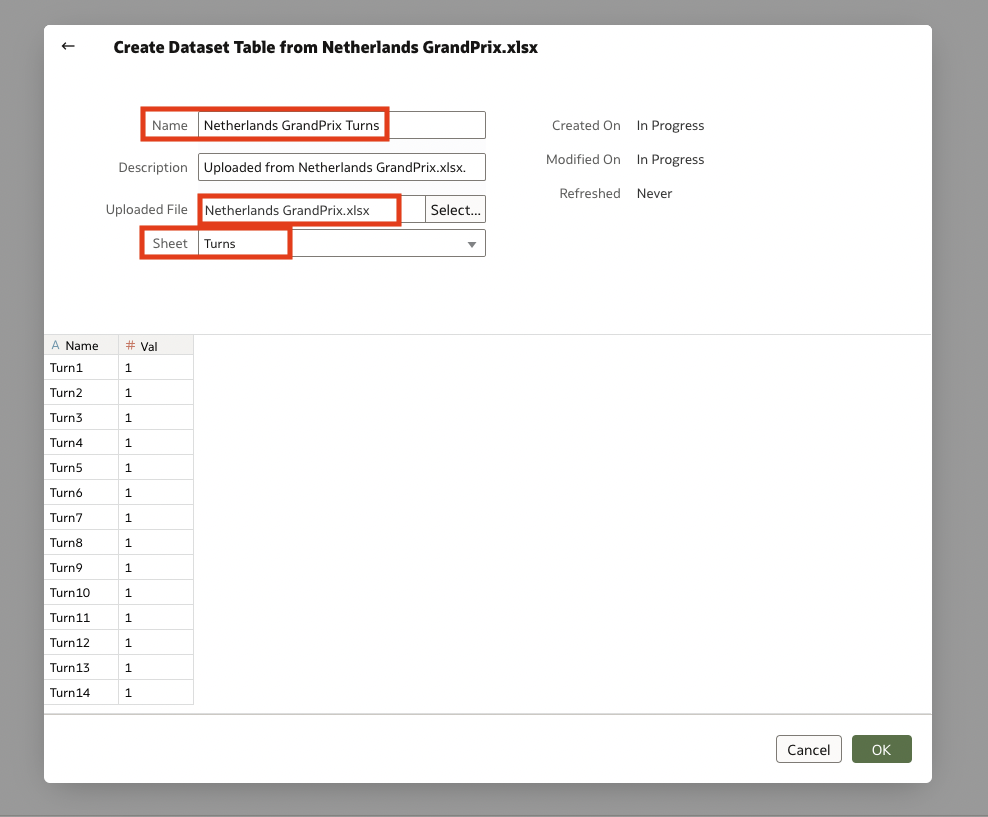 ← Create Dataset Table from Netherlands GrandPrix.xlsx
Name Netherlands GrandPrix Turns Created On In Progress
Description Uploaded from Netherlands GrandPrix.xlsx. Modified On In Progress
Uploaded File Netherlands GrandPrix.xlsx Select... Refreshed Never
Sheet Turns
A Name # Val
Turn1 1
Turn2 1
Turn3 1
Turn4 1
Turn5 1
Turn6 1
Turn7 1
Turn8 1
Turn9 1
Turn10 1
Turn11 1
Turn12 1
Turn13 1
Turn14 1
Cancel OK